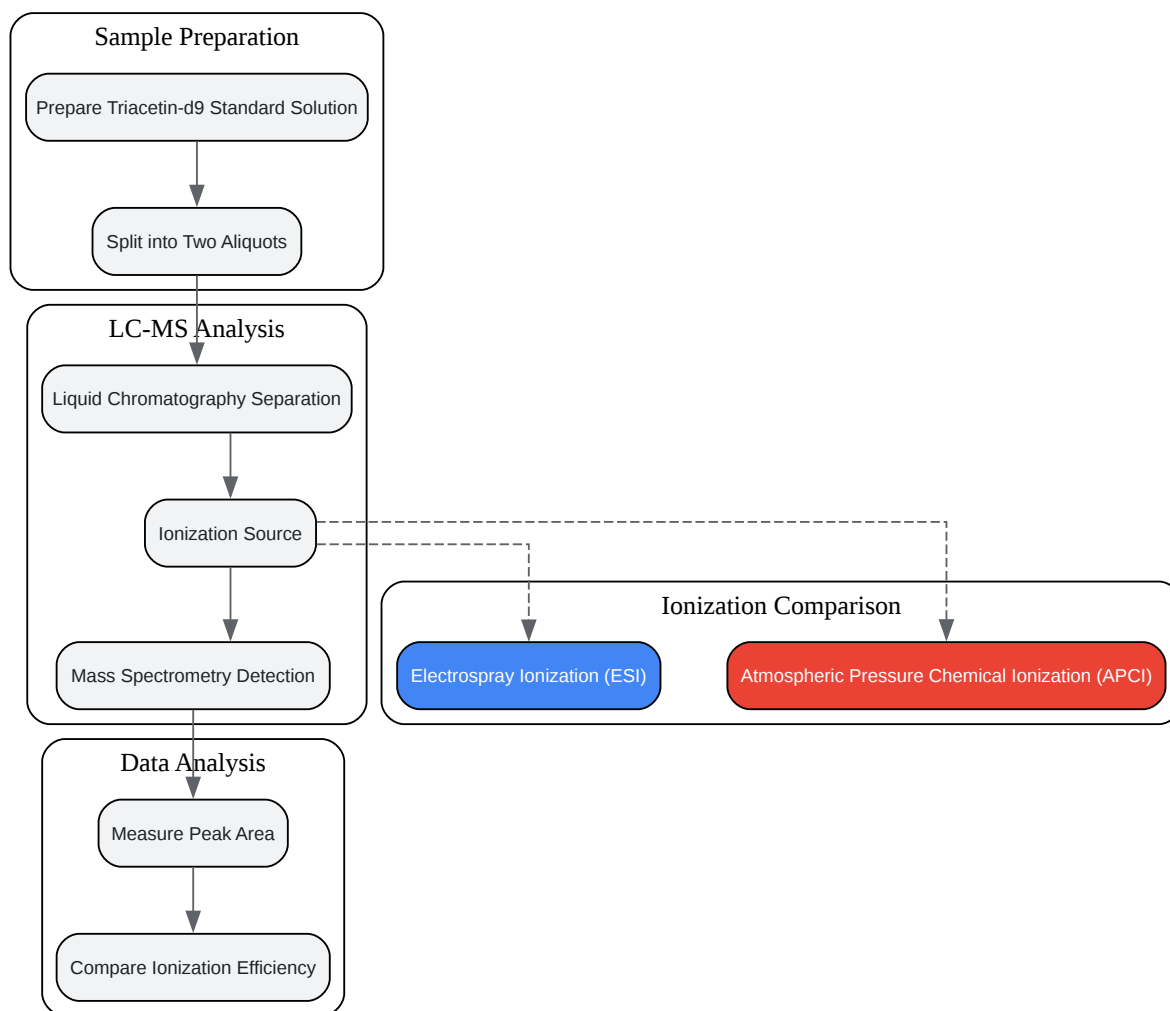 Sample Preparation
Prepare Triacetin-d9 Standard Solution
Split into Two Aliquots
LC-MS Analysis
Liquid Chromatography Separation
Ionization Source
Ionization Comparison
Mass Spectrometry Detection
Electrospray Ionization (ESI)
Atmospheric Pressure Chemical Ionization (APCI)
Data Analysis
Measure Peak Area
Compare Ionization Efficiency